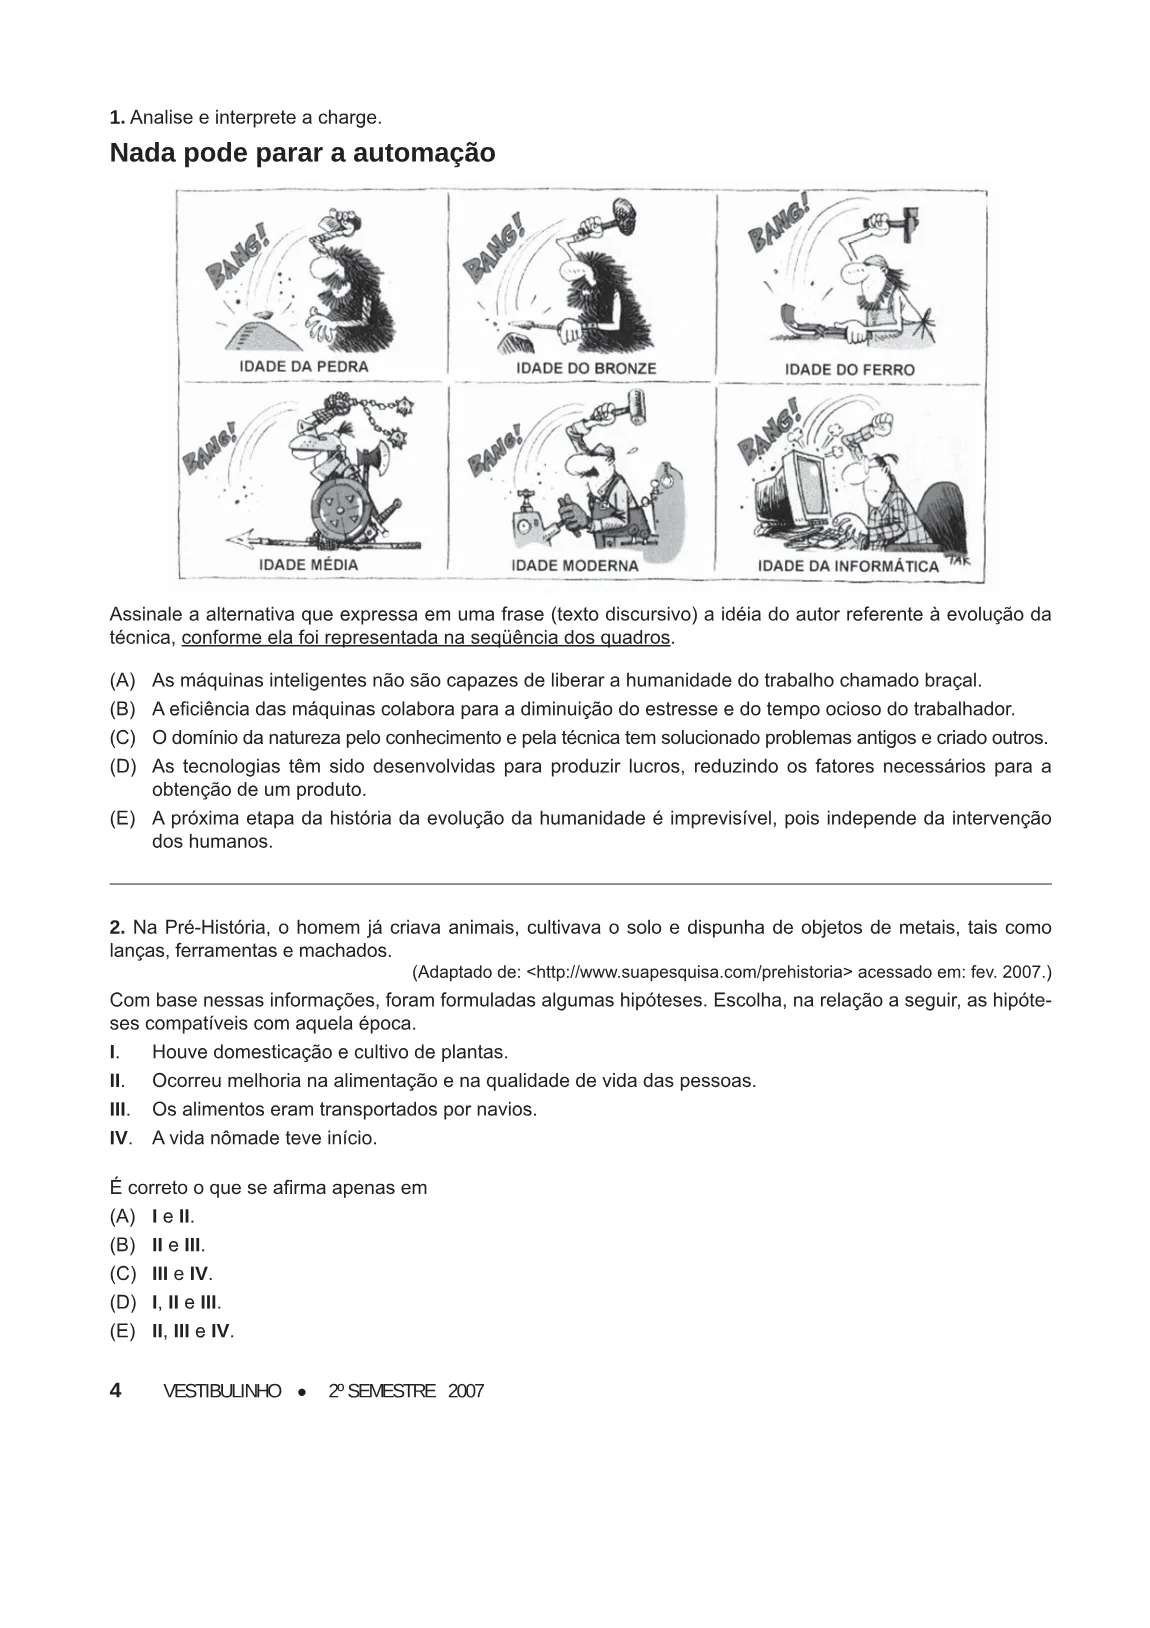 1. Analise e interprete a charge.
Nada pode parar a automação
BANG!
BANG!
BANG!
IDADE DA PEDRA
IDADE DO BRONZE
IDADE DO FERRO
BANG!
BANG!
BANG!
IDADE MÉDIA
IDADE MODERNA
IDADE DA INFORMÁTICA
TAK
Assinale a alternativa que expressa em uma frase (texto discursivo) a idéia do autor referente à evolução da
técnica, conforme ela foi representada na seqüência dos quadros.
(A) As máquinas inteligentes não são capazes de liberar a humanidade do trabalho chamado braçal.
(B) A eficiência das máquinas colabora para a diminuição do estresse e do tempo ocioso do trabalhador.
(C) O domínio da natureza pelo conhecimento e pela técnica tem solucionado problemas antigos e criado outros.
(D) As tecnologias têm sido desenvolvidas para produzir lucros, reduzindo os fatores necessários para a
obtenção de um produto.
(E) A próxima etapa da história da evolução da humanidade é imprevisível, pois independe da intervenção
dos humanos.
2. Na Pré-História, o homem já criava animais, cultivava o solo e dispunha de objetos de metais, tais como
lanças, ferramentas e machados.
(Adaptado de: <http://www.suapesquisa.com/prehistoria> acessado em: fev. 2007.)
Com base nessas informações, foram formuladas algumas hipóteses. Escolha, na relação a seguir, as hipóte-
ses compatíveis com aquela época.
I. Houve domesticação e cultivo de plantas.
II. Ocorreu melhoria na alimentação e na qualidade de vida das pessoas.
III. Os alimentos eram transportados por navios.
IV. A vida nômade teve início.
É correto o que se afirma apenas em
(A) I e II.
(B) II e III.
(C) III e IV.
(D) I, II e III.
(E) II, III e IV.
4 VESTIBULINHO • 2º SEMESTRE 2007